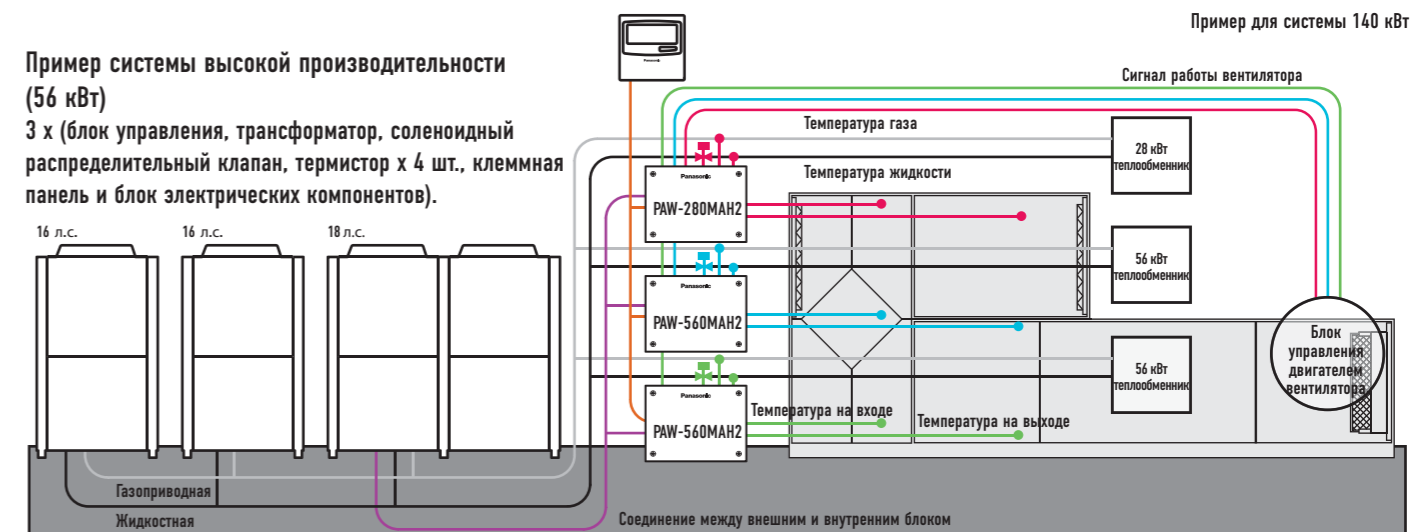 Пример для системы 140 кВт
Пример системы высокой производительности
(56 кВт)
3 х (блок управления, трансформатор, соленоидный
распределительный клапан, термистор х 4 шт., клеммная
панель и блок электрических компонентов).
Panasonic
Сигнал работы вентилятора
Температура газа
Температура жидкости
28 кВт
теплообменник
Panasonic
PAW-280MAH2
16 л.с.
16 л.с.
18 л.с.
56 кВт
теплообменник
Panasonic
PAW-560MAH2
Блок
управления
двигателем
вентилятора
56 кВт
теплообменник
Panasonic
PAW-560MAH2
Температура на входе
Температура на выходе
Газоприводная
Жидкостная
Соединение между внешним и внутренним блоком